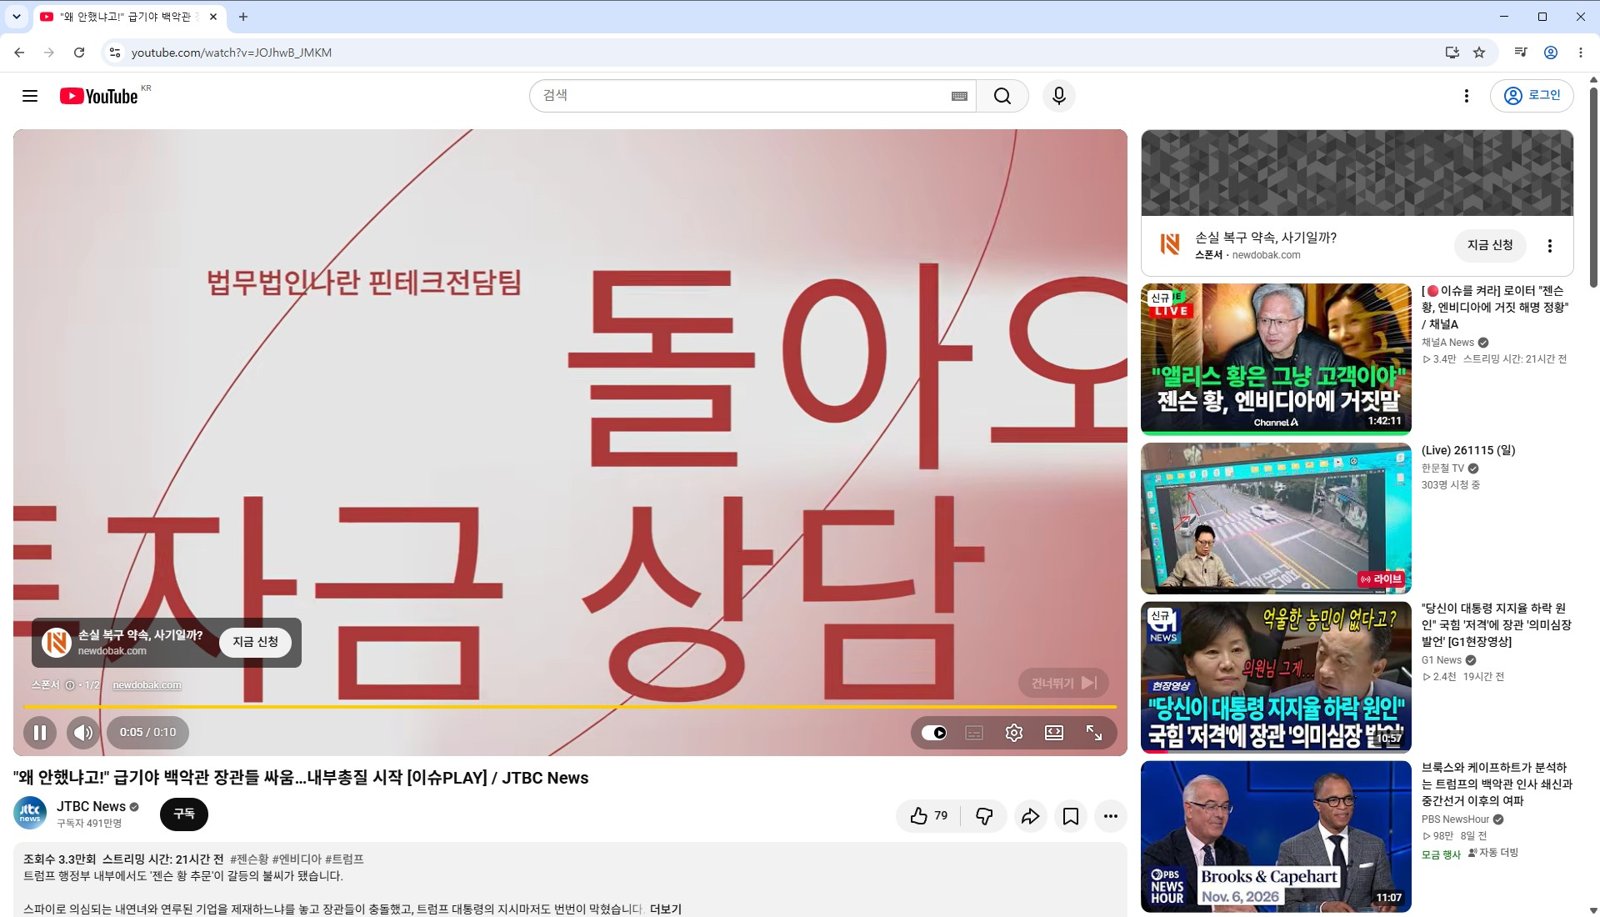 "왜 안했냐고!" 급기야 백악관
youtube.com/watch?v=JOJhwB_JMKM
YouTube KR
검색
로그인
법무법인나란 핀테크전담팀
돌아오
투자금 상담
손실 복구 약속, 사기일까?
newdobak.com
지금 신청
스폰서 · 1/2 newdobak.com
건너뛰기
0:05 / 0:10
"왜 안했냐고!" 급기야 백악관 장관들 싸움…내부총질 시작 [이슈PLAY] / JTBC News
jtbc news
JTBC News
구독자 491만명
구독
79
조회수 3.3만회 스트리밍 시간: 21시간 전 #젠슨황 #엔비디아 #트럼프
트럼프 행정부 내부에서도 '젠슨 황 추문'이 갈등의 불씨가 됐습니다.
스파이로 의심되는 내연녀와 연루된 기업을 제재하느냐를 놓고 장관들이 충돌했고, 트럼프 대통령의 지시마저도 번번이 막혔습니다. 더보기
손실 복구 약속, 사기일까?
스폰서 · newdobak.com
지금 신청
신규
LIVE
"앨리스 황은 그냥 고객이야"
젠슨 황, 엔비디아에 거짓말
Channel A
1:42:11
[🔴이슈를 켜라] 로이터 "젠슨
황, 엔비디아에 거짓 해명 정황"
/ 채널A
채널A News
3.4만 스트리밍 시간: 21시간 전
라이브
(Live) 261115 (일)
한문철 TV
303명 시청 중
신규
G1 NEWS
억울한 농민이 없다고?
의원님 그게...
현장영상
"당신이 대통령 지지율 하락 원인"
국힘 '저격'에 장관 '의미심장 발언'
10:57
"당신이 대통령 지지율 하락 원
인" 국힘 '저격'에 장관 '의미심장
발언' [G1현장영상]
G1 News
2.4천 19시간 전
PBS NEWS HOUR
Brooks & Capehart
Nov. 6, 2026
11:07
브룩스와 케이프하트가 분석하
는 트럼프의 백악관 인사 쇄신과
중간선거 이후의 여파
PBS NewsHour
98만 8일 전
모금 행사 자동 더빙